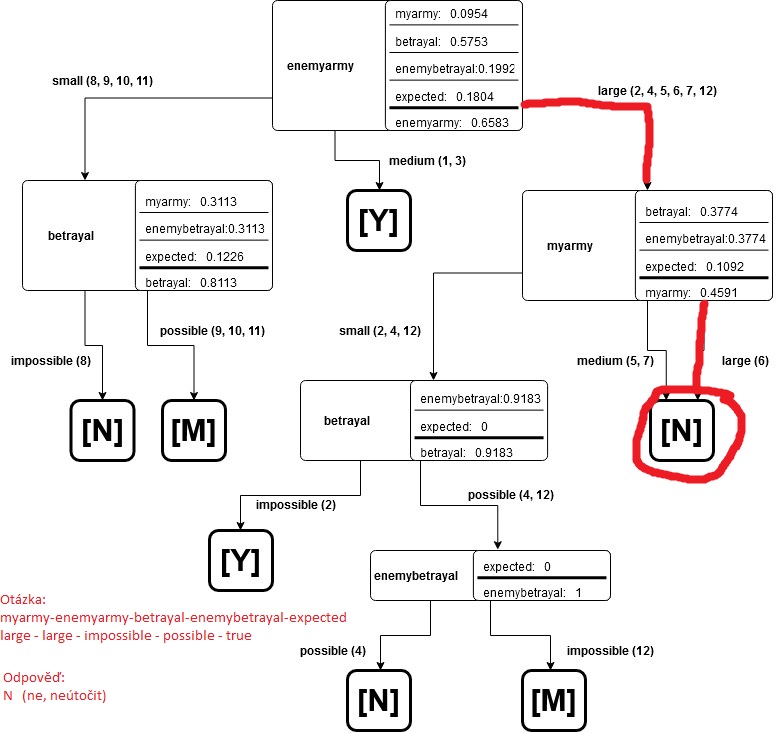 enemyarmy
myarmy: 0.0954
betrayal: 0.5753
enemybetrayal:0.1992
expected: 0.1804
enemyarmy: 0.6583
small (8, 9, 10, 11)
large (2, 4, 5, 6, 7, 12)
medium (1, 3)
[Y]
betrayal
myarmy: 0.3113
enemybetrayal:0.3113
expected: 0.1226
betrayal: 0.8113
myarmy
betrayal: 0.3774
enemybetrayal:0.3774
expected: 0.1092
myarmy: 0.4591
impossible (8)
possible (9, 10, 11)
[N]
[M]
small (2, 4, 12)
medium (5, 7)
large (6)
[N]
betrayal
enemybetrayal:0.9183
expected: 0
betrayal: 0.9183
impossible (2)
possible (4, 12)
[Y]
enemybetrayal
expected: 0
enemybetrayal: 1
possible (4)
impossible (12)
[N]
[M]
Otázka:
myarmy-enemyarmy-betrayal-enemybetrayal-expected
large - large - impossible - possible - true
Odpověď:
N (ne, neútočit)